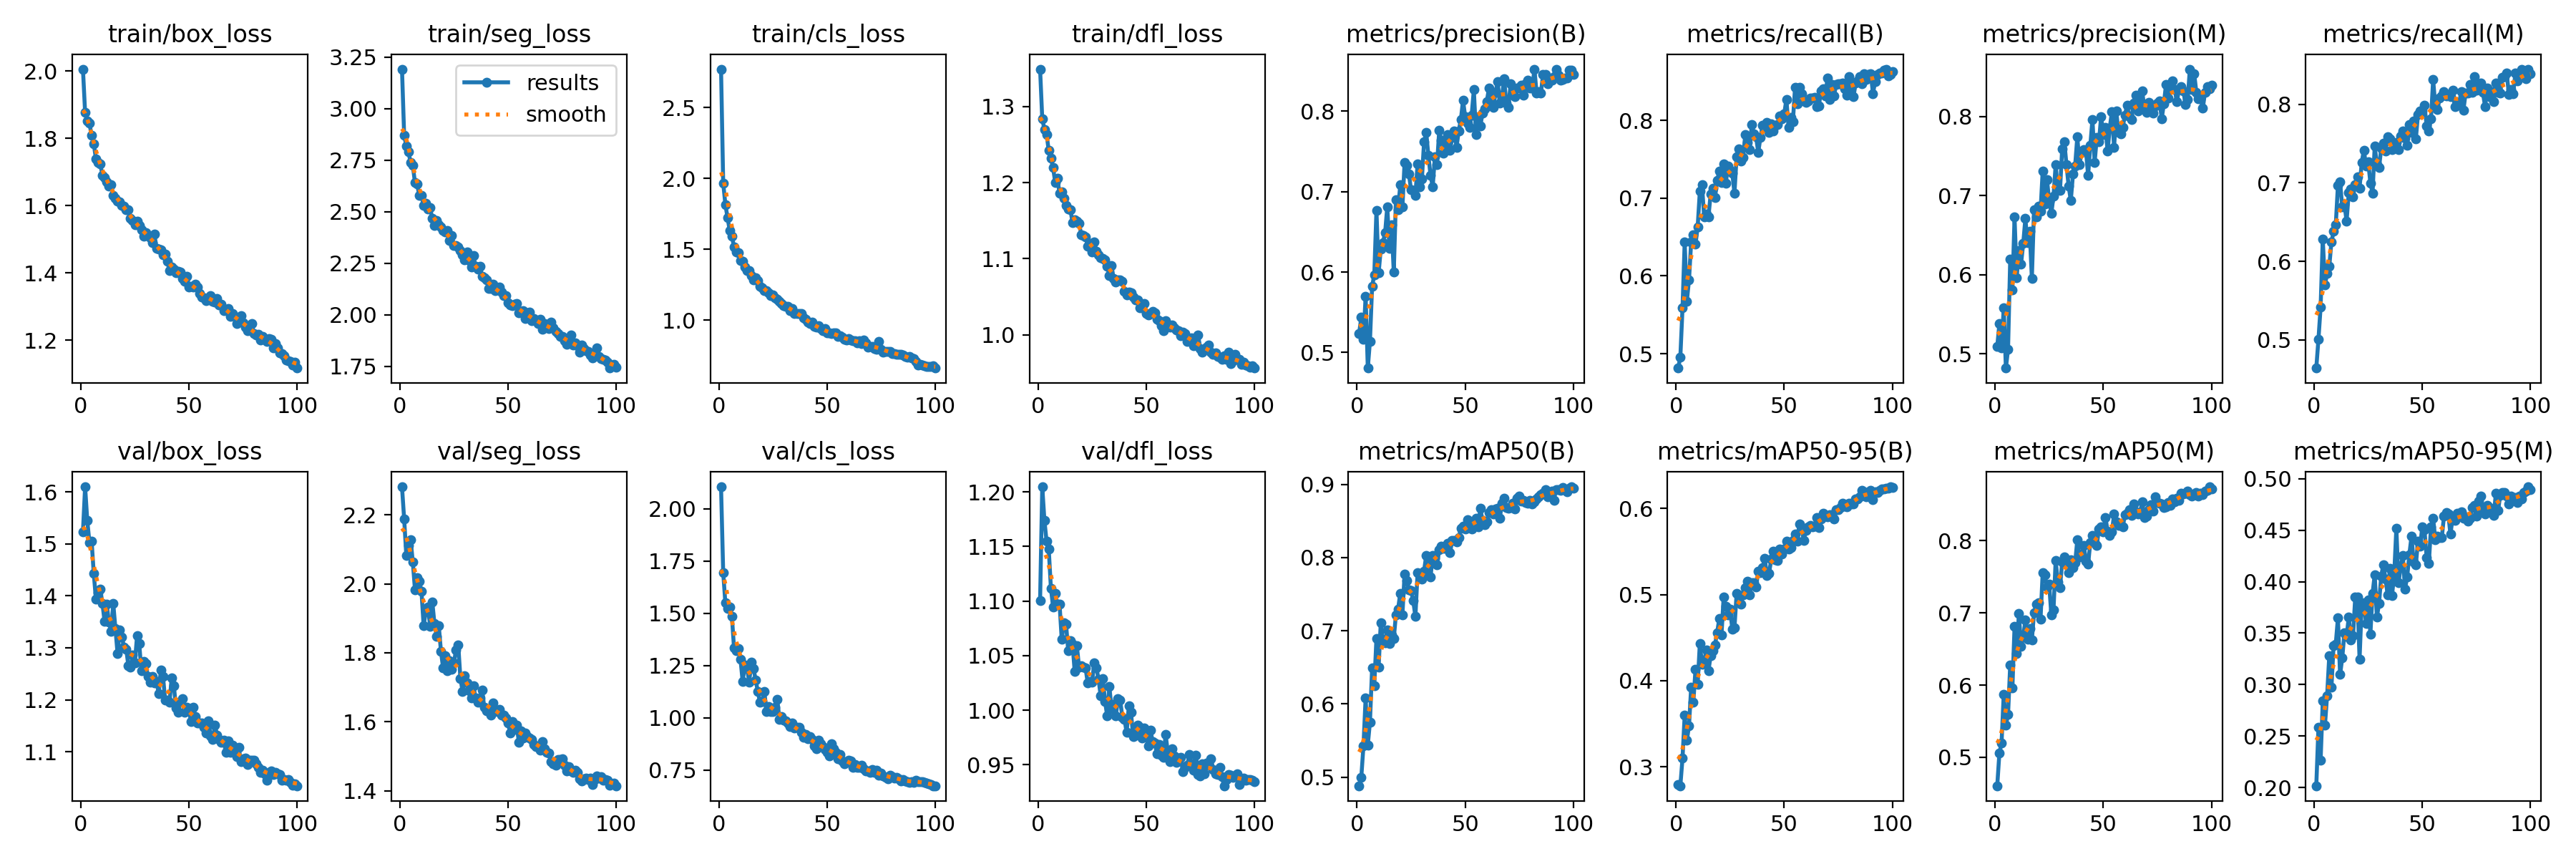 train/box_loss
2.0
1.8
1.6
1.4
1.2
0 50 100
train/seg_loss
3.25
3.00
2.75
2.50
2.25
2.00
1.75
results
smooth
0 50 100
train/cls_loss
2.5
2.0
1.5
1.0
0 50 100
train/dfl_loss
1.3
1.2
1.1
1.0
0 50 100
metrics/precision(B)
0.8
0.7
0.6
0.5
0 50 100
metrics/recall(B)
0.8
0.7
0.6
0.5
0 50 100
metrics/precision(M)
0.8
0.7
0.6
0.5
0 50 100
metrics/recall(M)
0.8
0.7
0.6
0.5
0 50 100
val/box_loss
1.6
1.5
1.4
1.3
1.2
1.1
0 50 100
val/seg_loss
2.2
2.0
1.8
1.6
1.4
0 50 100
val/cls_loss
2.00
1.75
1.50
1.25
1.00
0.75
0 50 100
val/dfl_loss
1.20
1.15
1.10
1.05
1.00
0.95
0 50 100
metrics/mAP50(B)
0.9
0.8
0.7
0.6
0.5
0 50 100
metrics/mAP50-95(B)
0.6
0.5
0.4
0.3
0 50 100
metrics/mAP50(M)
0.8
0.7
0.6
0.5
0 50 100
metrics/mAP50-95(M)
0.50
0.45
0.40
0.35
0.30
0.25
0.20
0 50 100